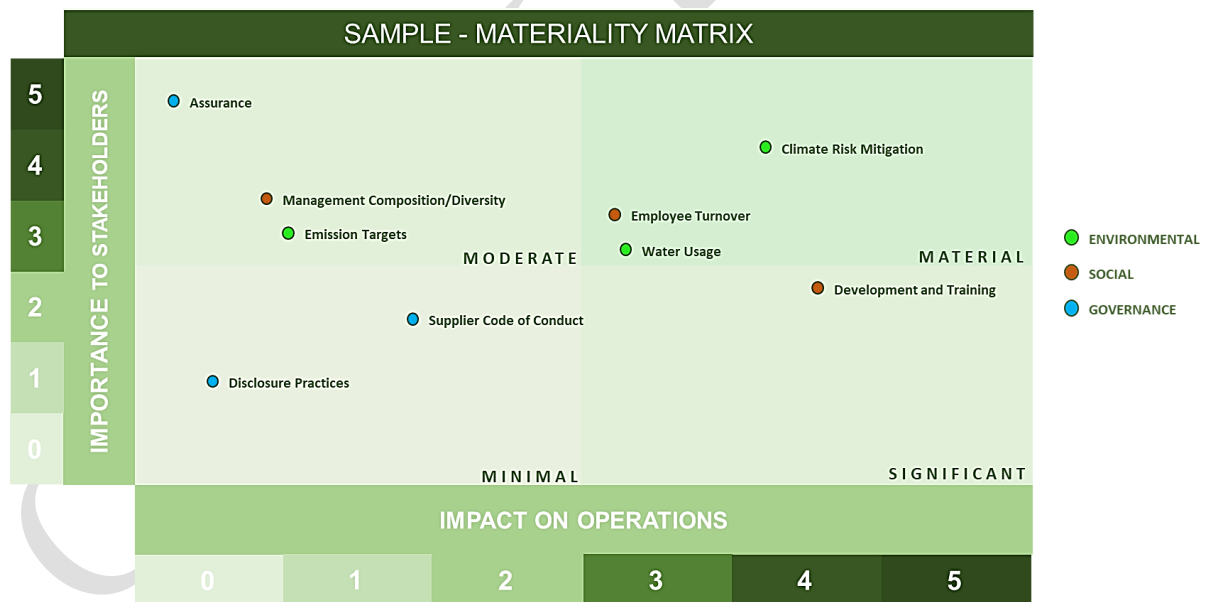 SAMPLE - MATERIALITY MATRIX
5
4
3
2
1
0
IMPORTANCE TO STAKEHOLDERS
Assurance
Climate Risk Mitigation
Management Composition/Diversity
Employee Turnover
Emission Targets
Water Usage
MODERATE
MATERIAL
Development and Training
Supplier Code of Conduct
Disclosure Practices
MINIMAL
SIGNIFICANT
ENVIRONMENTAL
SOCIAL
GOVERNANCE
IMPACT ON OPERATIONS
0 1 2 3 4 5